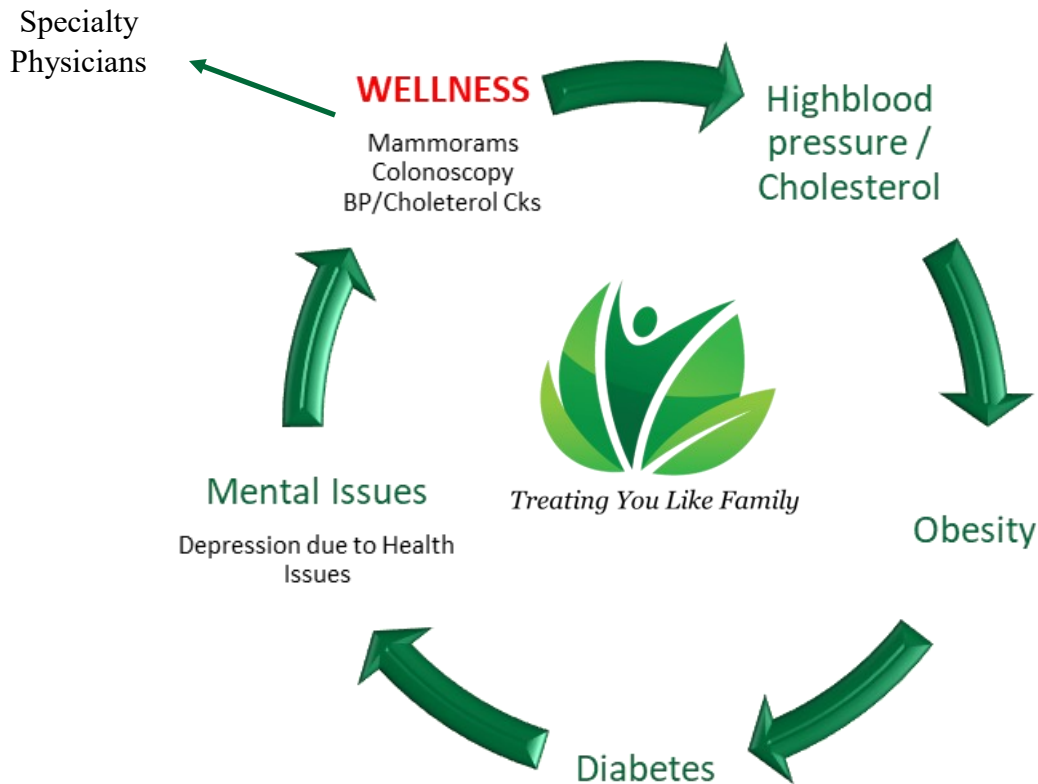 Specialty
Physicians
WELLNESS
Mammorams
Colonoscopy
BP/Choleterol Cks
Highblood
pressure /
Cholesterol
Obesity
Diabetes
Mental Issues
Depression due to Health
Issues
Treating You Like Family